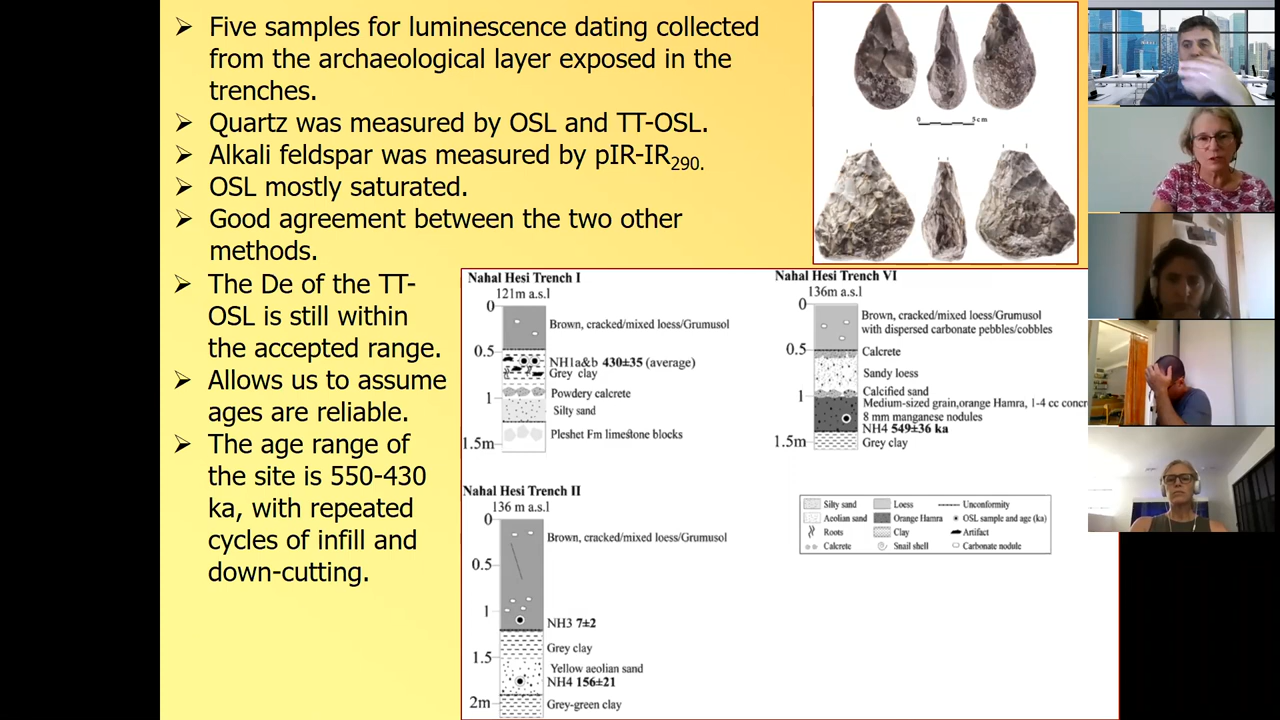 ➢ Five samples for luminescence dating collected
from the archaeological layer exposed in the
trenches.
➢ Quartz was measured by OSL and TT-OSL.
➢ Alkali feldspar was measured by pIR-IR290.
➢ OSL mostly saturated.
➢ Good agreement between the two other
methods.
➢ The De of the TT-
OSL is still within
the accepted range.
➢ Allows us to assume
ages are reliable.
➢ The age range of
the site is 550-430
ka, with repeated
cycles of infill and
down-cutting.
0 5 cm
Nahal Hesi Trench I
121m a.s.l
0
Brown, cracked/mixed loess/Grumusol
0.5
NH1a&b 430±35 (average)
Grey clay
Powdery calcrete
1
Silty sand
Pleshet Fm limestone blocks
1.5m
Nahal Hesi Trench VI
136m a.s.l
0
Brown, cracked/mixed loess/Grumusol
with dispersed carbonate pebbles/cobbles
0.5
Calcrete
Sandy loess
Calcified sand
1
Medium-sized grain,orange Hamra, 1-4 cc concr
8 mm manganese nodules
NH4 549±36 ka
1.5m
Grey clay
Nahal Hesi Trench II
136 m a.s.l
0
Brown, cracked/mixed loess/Grumusol
0.5
1
NH3 7±2
Grey clay
1.5
Yellow aeolian sand
NH4 156±21
2m
Grey-green clay
Silty sand Loess Unconformity
Aeolian sand Orange Hamra OSL sample and age (ka)
Roots Clay Artifact
Calcrete Snail shell Carbonate nodule